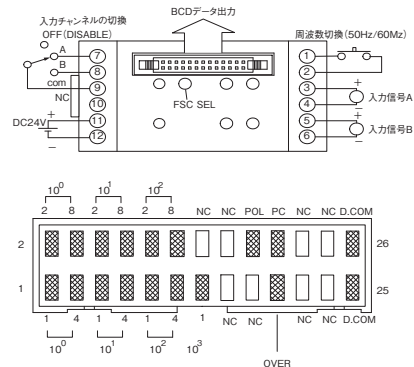 BCDデータ出力
入力チャンネルの切換
OFF(DISABLE)
周波数切換(50Hz/60Mz)
A
B
com
NC
7
8
9
10
11
12
DC24V
+
−
FSC SEL
1
2
3
4
5
6
+
入力信号A
−
+
入力信号B
−
10⁰ 10¹ 10²
2 8 2 8 2 8 NC NC POL PC NC NC D.COM
2 26
1 25
1 4 1 4 1 4 1 NC NC NC NC D.COM
10⁰ 10¹ 10² 10³
OVER